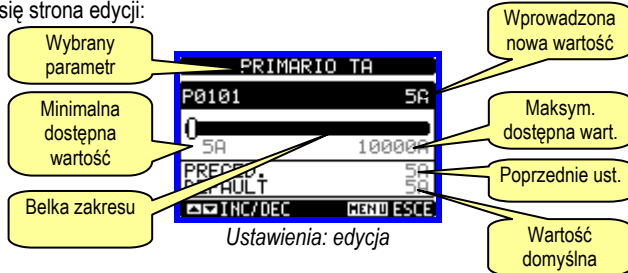 się strona edycji:
Wybrany
parametr
Wprowadzona
nowa wartość
PRIMARIO TA
P0101 5A
Minimalna
dostępna
wartość
Maksym.
dostępna wart.
5A 10000A
PRECED. 5A
DEFAULT 5A
Poprzednie ust.
Belka zakresu
INC/DEC MENU ESCE
Wartość
domyślna
Ustawienia: edycja